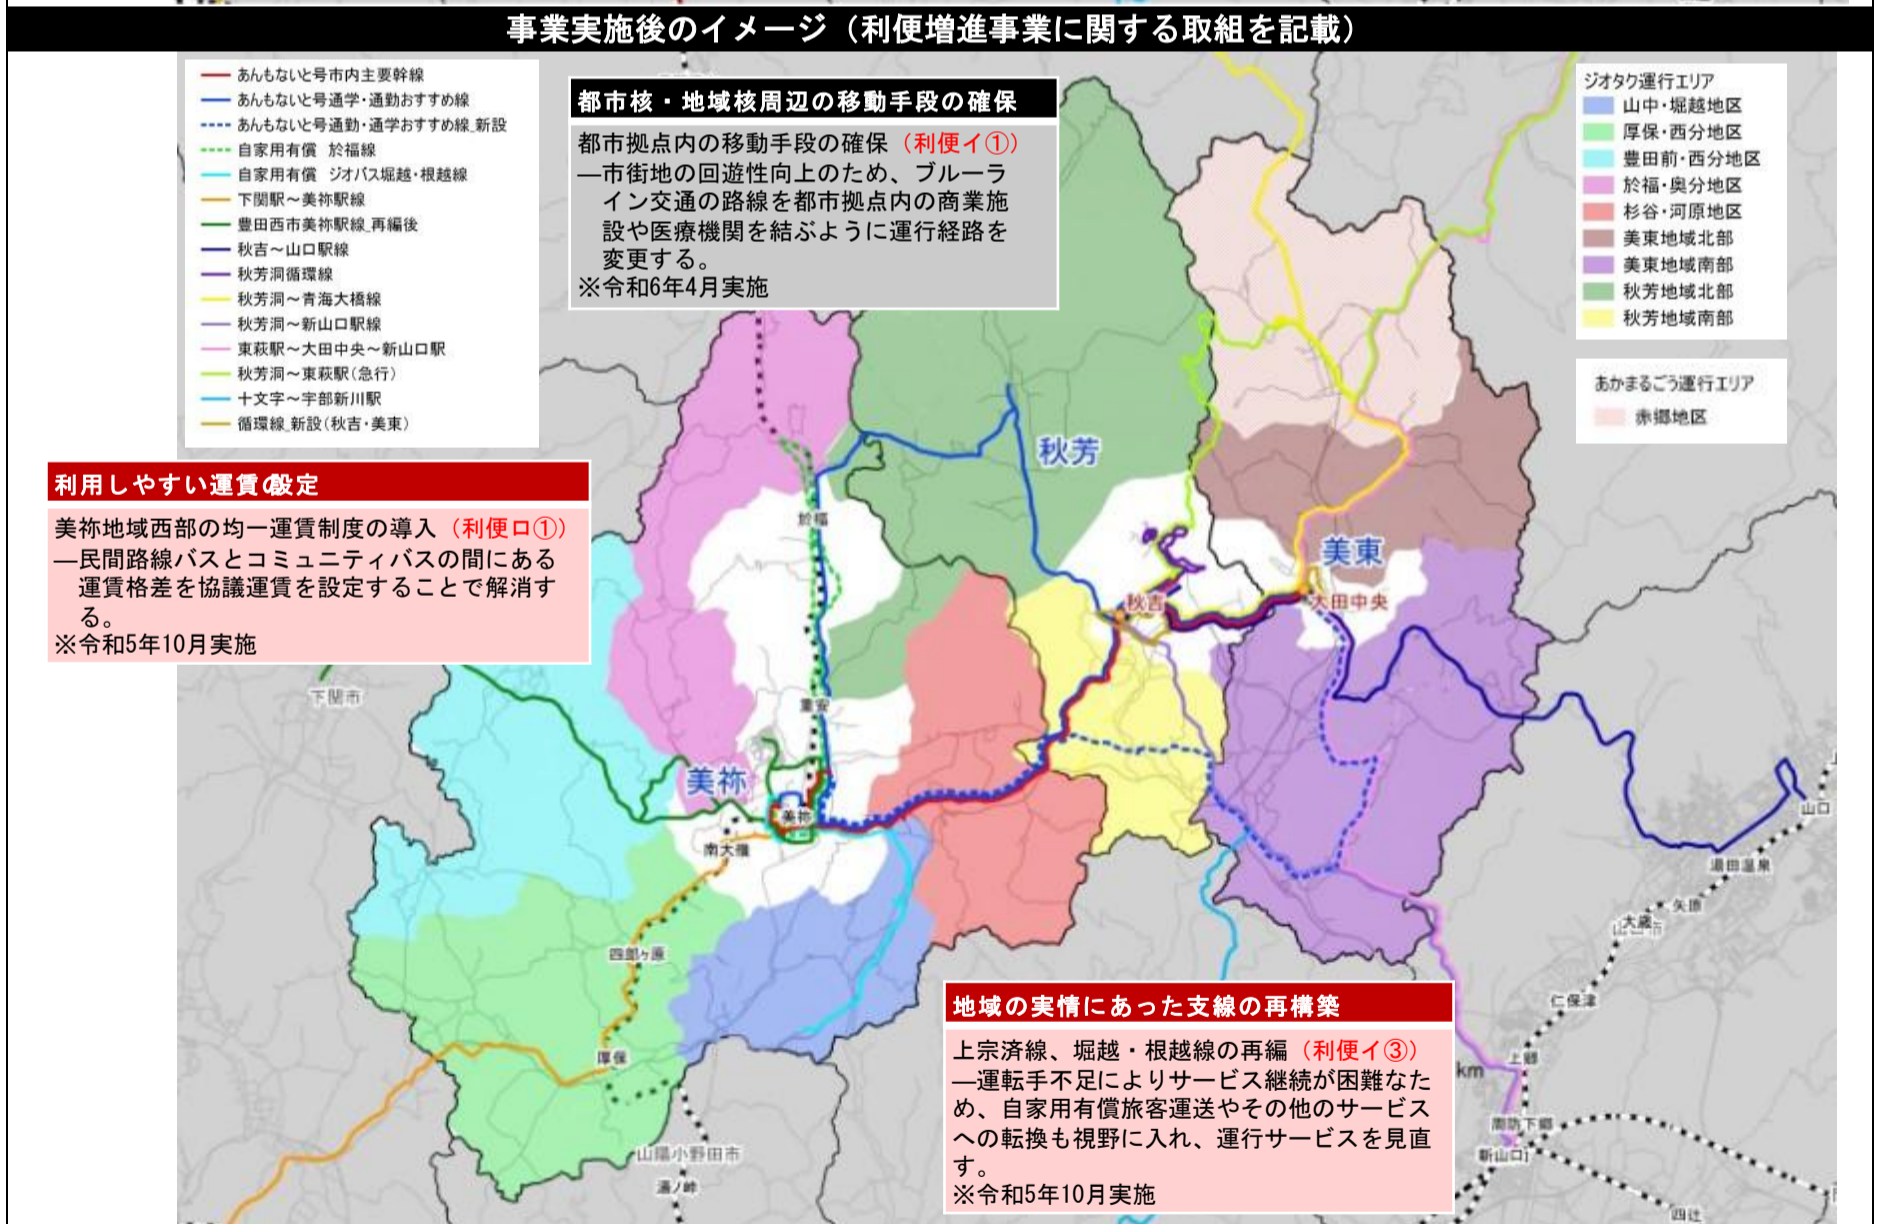 事業実施後のイメージ（利便増進事業に関する取組を記載）
あんもないと号市内主要幹線
あんもないと号通学・通勤おすすめ線
あんもないと号通勤・通学おすすめ線_新設
自家用有償 於福線
自家用有償 ジオバス堀越・根越線
下関駅～美祢駅線
豊田西市美祢駅線_再編後
秋吉～山口駅線
秋芳洞循環線
秋芳洞～青海大橋線
秋芳洞～新山口駅線
東萩駅～大田中央～新山口駅
秋芳洞～東萩駅（急行）
十文字～宇部新川駅
循環線_新設（秋吉・美東）
都市核・地域核周辺の移動手段の確保
都市拠点内の移動手段の確保（利便イ①）
―市街地の回遊性向上のため、ブルーラ
イン交通の路線を都市拠点内の商業施
設や医療機関を結ぶように運行経路を
変更する。
※令和6年4月実施
ジオタク運行エリア
山中・堀越地区
厚保・西分地区
豊田前・西分地区
於福・奥分地区
杉谷・河原地区
美東地域北部
美東地域南部
秋芳地域北部
秋芳地域南部
あかまるごう運行エリア
赤郷地区
利用しやすい運賃の設定
美祢地域西部の均一運賃制度の導入（利便ロ①）
―民間路線バスとコミュニティバスの間にある
運賃格差を協議運賃を設定することで解消す
る。
※令和5年10月実施
秋芳
於福
美東
秋吉
大田中央
下関市
重安
美祢
美祢
南大嶺
山口
湯田温泉
矢原
大歳
四郎ヶ原
仁保津
厚保
上郷
km
周防下郷
新山口
山陽小野田市
湯ノ峠
四辻
地域の実情にあった支線の再構築
上宗済線、堀越・根越線の再編（利便イ③）
―運転手不足によりサービス継続が困難なた
め、自家用有償旅客運送やその他のサービス
への転換も視野に入れ、運行サービスを見直
す。
※令和5年10月実施